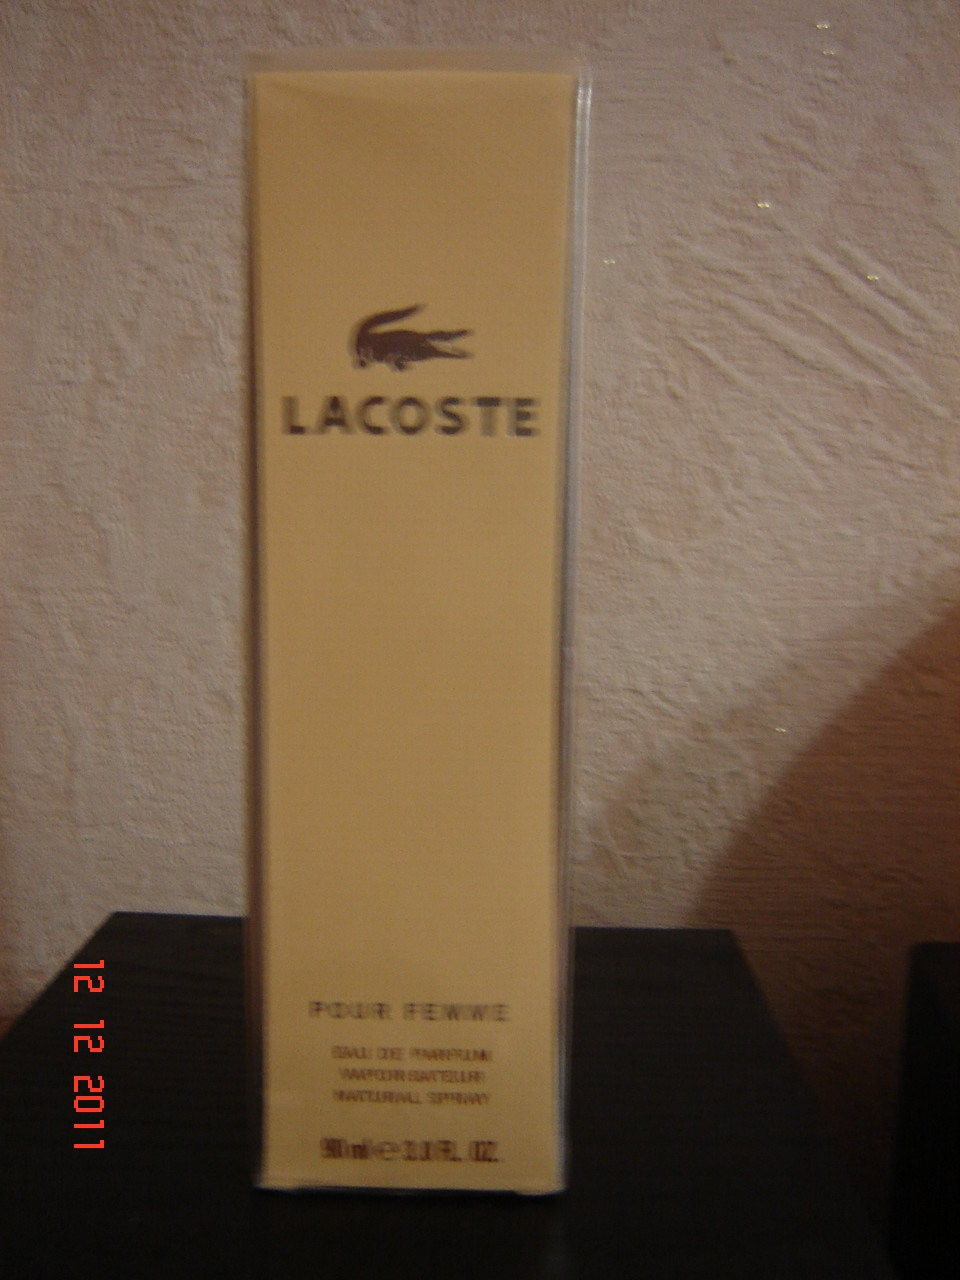 LACOSTE
POUR FEMME
EAU DE PARFUM
VAPORISATEUR
NATURAL SPRAY
90 ml e 3.0 FL. OZ.
12 12 2011